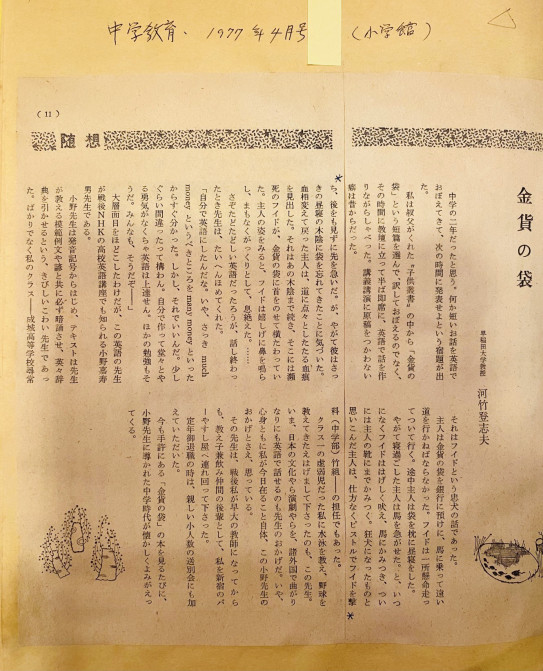 中学教育、1977年4月号 (小学館)
(11)
随想
金貨の袋
早稲田大学教授 河竹登志夫
中学の二年だったと思う。何か短いお話を英語で
おぼえてきて、次の時間に発表せよという宿題が出
た。
私は叔父がくれた『子供叢書』の中から「金貨の
袋」という短篇を選んで、訳しておぼえるのでなく、
その時間に教壇に立って半ば即席に、英語で話を作
りながらしゃべった。講義講演に原稿をつかわない
癖は昔からだった。
それはフイドという忠犬の話であった。
主人は金貨の袋を銀行に預けに、馬に乗って遠い
道を行かねばならなかった。フイドは一所懸命走っ
てついて行く。途中主人は袋を枕に昼寝をした。
やがて寝過ごした主人は馬を急がせた。と、いつ
になくフイドははげしく吠え、馬にかみつき、つい
には主人の靴にまでかみつく。狂犬になったものと
思いこんだ主人は、仕方なくピストルでフイドを撃*
*ち、後をも見ずに先を急いだ。が、やがて彼はさっ
きの昼寝の木陰に袋を忘れてきたことに気づいた。
血相変えて戻った主人は、道に点々としたたる血痕
を見出した。それはあの木陰まで続き、そこには瀕
死のフイドが、金貨の袋に首をのせて横たわってい
た。主人の姿をみると、フイドは嬉しげに鼻を鳴ら
し、まもなくがっくりとして、息絶えた。……
さぞたどたどしい英語だったろうが、話し終わっ
たとき先生は、たいへんほめてくれた。
「自分で英語にしたんだな。いや、さっき much
money というべきところを many money といった
からすぐ分かった。しかし、それでいいんだ。少し
ぐらい間違ったって構わん。自分で作って堂々とや
る勇気がなくちゃ英語は上達せん。ほかの勉強もそ
うだ。みんなも、そうだぞ――」
大層面目をほどこしたわけだが、この英語の先生
が戦後NHKの高校英語講座でも知られる小野嘉寿
男先生である。
小野先生は発音記号からはじめ、テキストは先生
が教える模範例文や諺と共に必ず暗誦させ、英々辞
典を引かせるという、きびしいこわい先生であっ
た。ばかりでなく私のクラス――成城高等学校尋常
科(中学部)竹組――の担任でもあった。
クラス一の虚弱児だった私に水泳を教え、野球を
教えてきたえはげまして下さったのも、この先生。
いま、日本の文化やら演劇やらを、諸外国で曲がり
なりにも英語で話せるのも先生のおかげだ。いや、
心身ともに私が今日在ること自体、この小野先生の
おかげとさえ、思っている。
その先生は、戦後私が早大の教師になってから
も、教え子兼飲み仲間の後輩として、私を新宿のバ
ーやすし屋へ連れ回って下さった。
定年御退職の時は、親しい小人数の送別会にも加
えていただいた。
今も手許にある「金貨の袋」の本を見るたびに、
小野先生に導かれた中学時代が懐かしくよみがえっ
てくる。